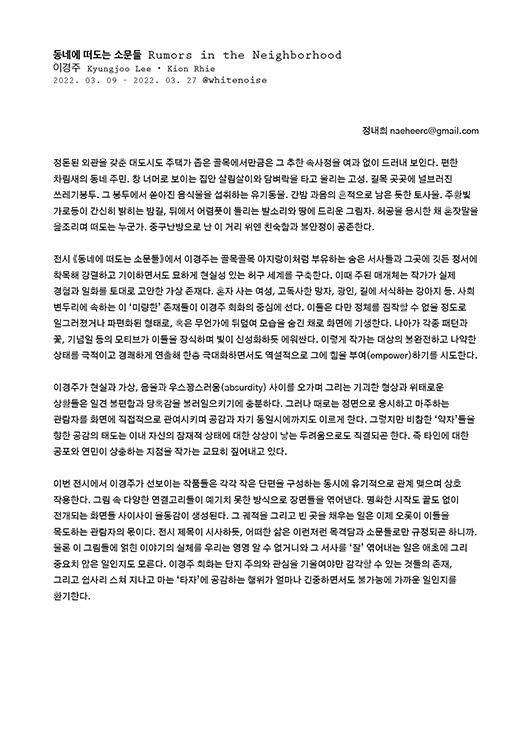 동네에 떠도는 소문들 Rumors in the Neighborhood
이경주 Kyungjoo Lee · Kion Rhie
2022. 03. 09 - 2022. 03. 27 @whitenoise
정내희 naeheerc@gmail.com
정돈된 외관을 갖춘 대도시도 주택가 좁은 골목에서만큼은 그 추한 속사정을 여과 없이 드러내 보인다. 편한
차림새의 동네 주민. 창 너머로 보이는 집안 살림살이와 담벼락을 타고 울리는 고성. 길목 곳곳에 널브러진
쓰레기봉투. 그 봉투에서 쏟아진 음식물을 섭취하는 유기동물. 간밤 과음의 흔적으로 남은 듯한 토사물. 주황빛
가로등이 간신히 밝히는 밤길, 뒤에서 어렴풋이 들리는 발소리와 땅에 드리운 그림자. 허공을 응시한 채 혼잣말을
읊조리며 떠도는 누군가. 중구난방으로 난 이 거리 위엔 친숙함과 불안정이 공존한다.
전시 《동네에 떠도는 소문들》에서 이경주는 골목골목 아지랑이처럼 부유하는 숨은 서사들과 그곳에 깃든 정서에
착목해 강렬하고 기이하면서도 묘하게 현실성 있는 허구 세계를 구축한다. 이때 주된 매개체는 작가가 실제
경험과 일화를 토대로 고안한 가상 존재다. 혼자 사는 여성, 고독사한 망자, 광인, 길에 서식하는 강아지 등. 사회
변두리에 속하는 이 ‘미량한’ 존재들이 이경주 회화의 중심에 선다. 이들은 다만 정체를 짐작할 수 없을 정도로
일그러졌거나 파편화된 형태로, 혹은 무언가에 뒤덮여 모습을 숨긴 채로 화면에 기생한다. 나아가 각종 패턴과
꽃, 기념일 등의 모티브가 이들을 장식하며 빛이 신성화하듯 에워싼다. 이렇게 작가는 대상의 불완전하고 나약한
상태를 극적이고 경쾌하게 연출해 한층 극대화하면서도 역설적으로 그에 힘을 부여(empower)하기를 시도한다.
이경주가 현실과 가상, 음울과 우스꽝스러움(absurdity) 사이를 오가며 그리는 기괴한 형상과 위태로운
상황들은 일견 불편함과 당혹감을 불러일으키기에 충분하다. 그러나 때로는 정면으로 응시하고 마주하는
관람자를 화면에 직접적으로 관여시키며 공감과 자기 동일시에까지도 이르게 한다. 그렇지만 비참한 ‘약자’들을
향한 공감의 태도는 이내 자신의 잠재적 상태에 대한 상상이 낳는 두려움으로도 직결되곤 한다. 즉 타인에 대한
공포와 연민이 상충하는 지점을 작가는 교묘히 짚어내고 있다.
이번 전시에서 이경주가 선보이는 작품들은 각각 작은 단편을 구성하는 동시에 유기적으로 관계 맺으며 상호
작용한다. 그림 속 다양한 연결고리들이 예기치 못한 방식으로 장면들을 엮어낸다. 명확한 시작도 끝도 없이
전개되는 화면들 사이사이 율동감이 생성된다. 그 궤적을 그리고 빈 곳을 채우는 일은 이제 오롯이 이들을
목도하는 관람자의 몫이다. 전시 제목이 시사하듯, 어떠한 삶은 이런저런 목격담과 소문들로만 규정되곤 하니까.
물론 이 그림들에 얽힌 이야기의 실체를 우리는 영영 알 수 없거니와 그 서사를 ‘잘’ 엮어내는 일은 애초에 그리
중요치 않은 일인지도 모른다. 이경주 회화는 단지 주의와 관심을 기울여야만 감각할 수 있는 것들의 존재,
그리고 쉽사리 스쳐 지나고 마는 ‘타자’에 공감하는 행위가 얼마나 긴중하면서도 불가능에 가까운 일인지를
환기한다.